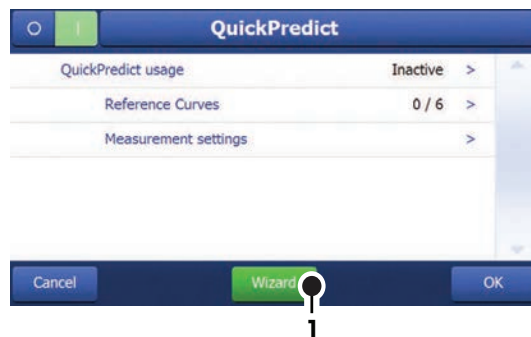 QuickPredict
QuickPredict usage Inactive >
Reference Curves 0 / 6 >
Measurement settings >
Cancel Wizard OK
1